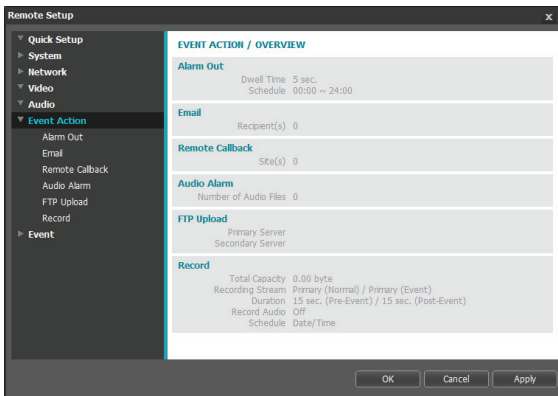 Remote Setup
x
Quick Setup
System
Network
Video
Audio
Event Action
Alarm Out
Email
Remote Callback
Audio Alarm
FTP Upload
Record
Event
EVENT ACTION / OVERVIEW
Alarm Out
Dwell Time 5 sec.
Schedule 00:00 ~ 24:00
Email
Recipient(s) 0
Remote Callback
Site(s) 0
Audio Alarm
Number of Audio Files 0
FTP Upload
Primary Server
Secondary Server
Record
Total Capacity 0.00 byte
Recording Stream Primary (Normal) / Primary (Event)
Duration 15 sec. (Pre-Event) / 15 sec. (Post-Event)
Record Audio Off
Schedule Date/Time
OK Cancel Apply